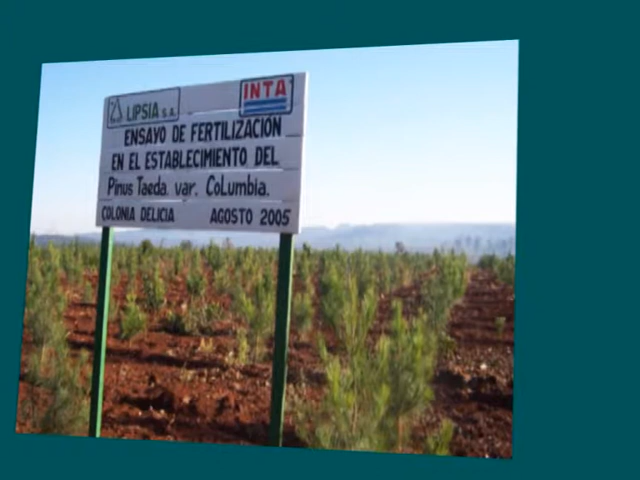 LIPSIA S.A. INTA
ENSAYO DE FERTILIZACIÓN
EN EL ESTABLECIMIENTO DEL
Pinus Taeda. var. CoLumbia.
COLONIA DELICIA AGOSTO 2005